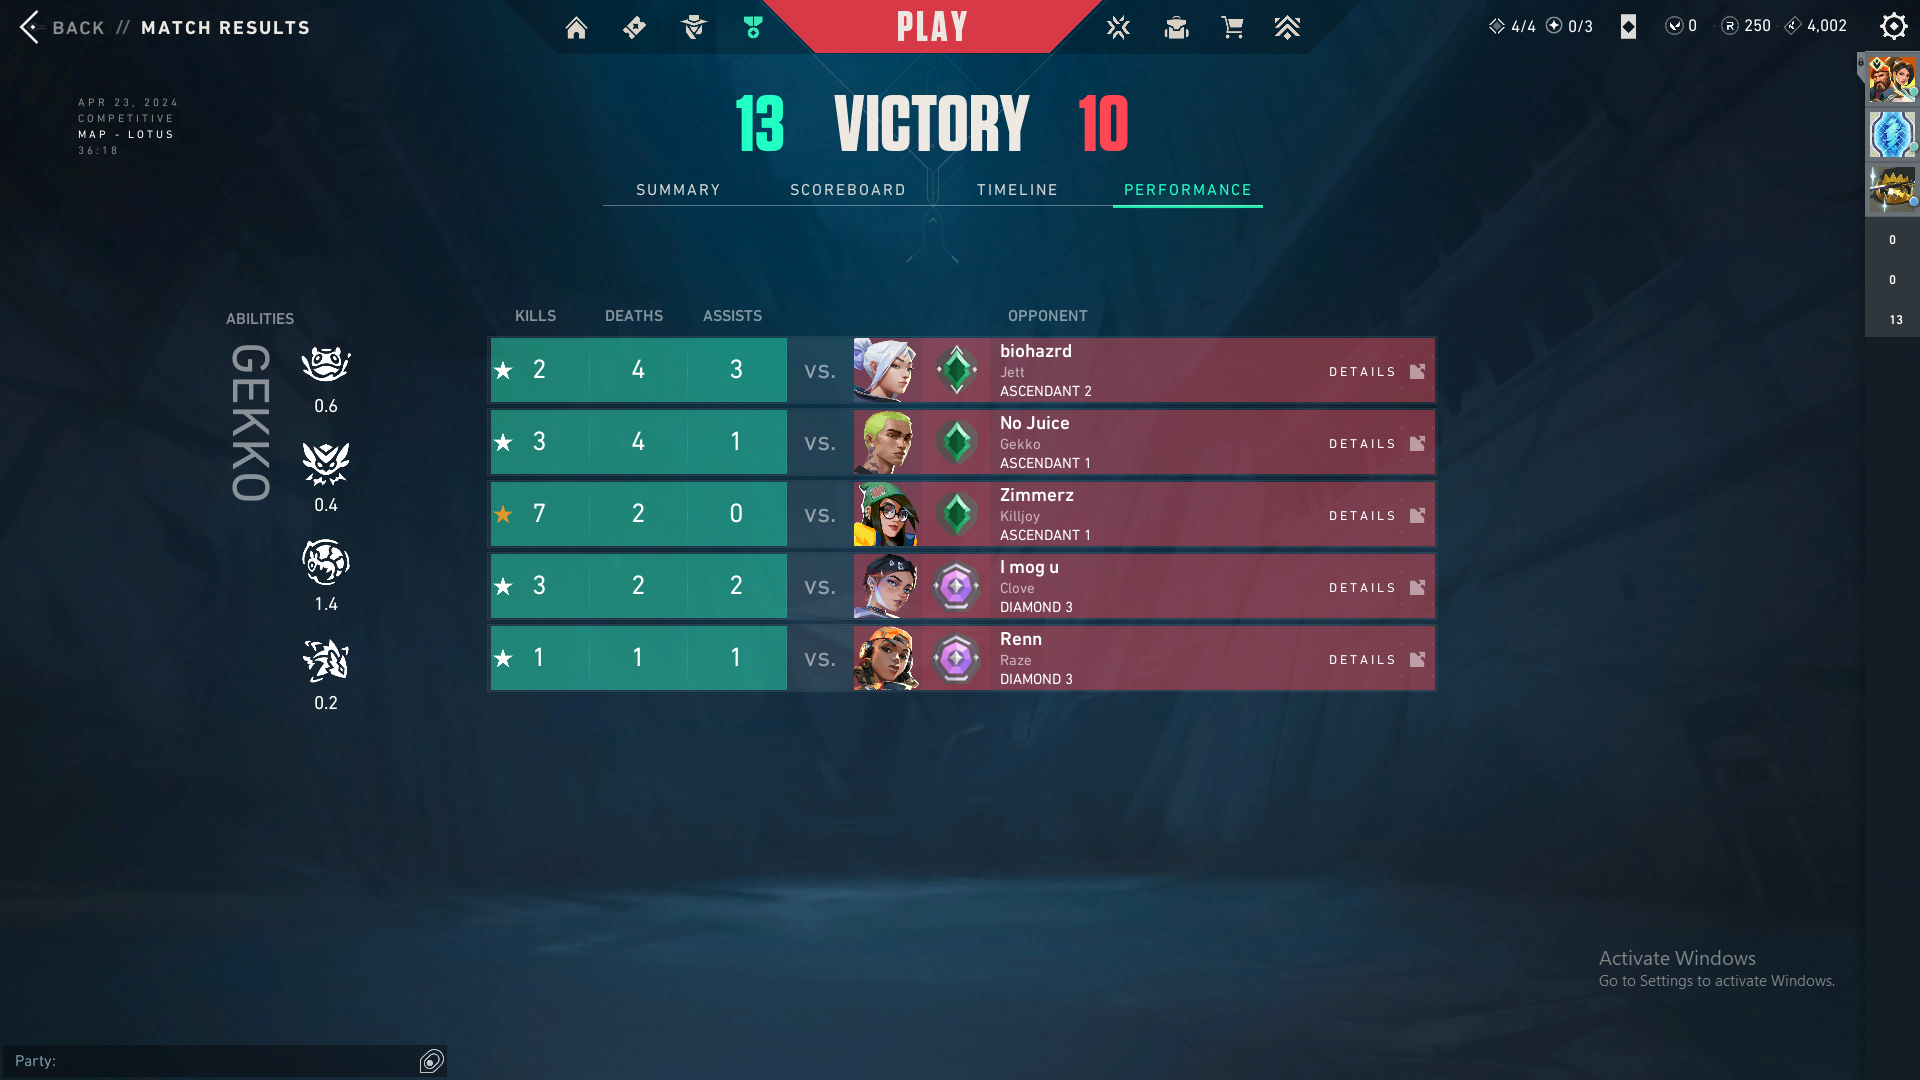 BACK // MATCH RESULTS
PLAY
4/4 0/3 0 250 4,002
APR 23, 2024
COMPETITIVE
MAP - LOTUS
36:18
13 VICTORY 10
SUMMARY SCOREBOARD TIMELINE PERFORMANCE
0
0
13
ABILITIES
GEKKO
0.6
0.4
1.4
0.2
KILLS DEATHS ASSISTS OPPONENT
2 4 3 VS. biohazrd
Jett
ASCENDANT 2
DETAILS
3 4 1 VS. No Juice
Gekko
ASCENDANT 1
DETAILS
7 2 0 VS. Zimmerz
Killjoy
ASCENDANT 1
DETAILS
3 2 2 VS. I mog u
Clove
DIAMOND 3
DETAILS
1 1 1 VS. Renn
Raze
DIAMOND 3
DETAILS
Activate Windows
Go to Settings to activate Windows.
Party: